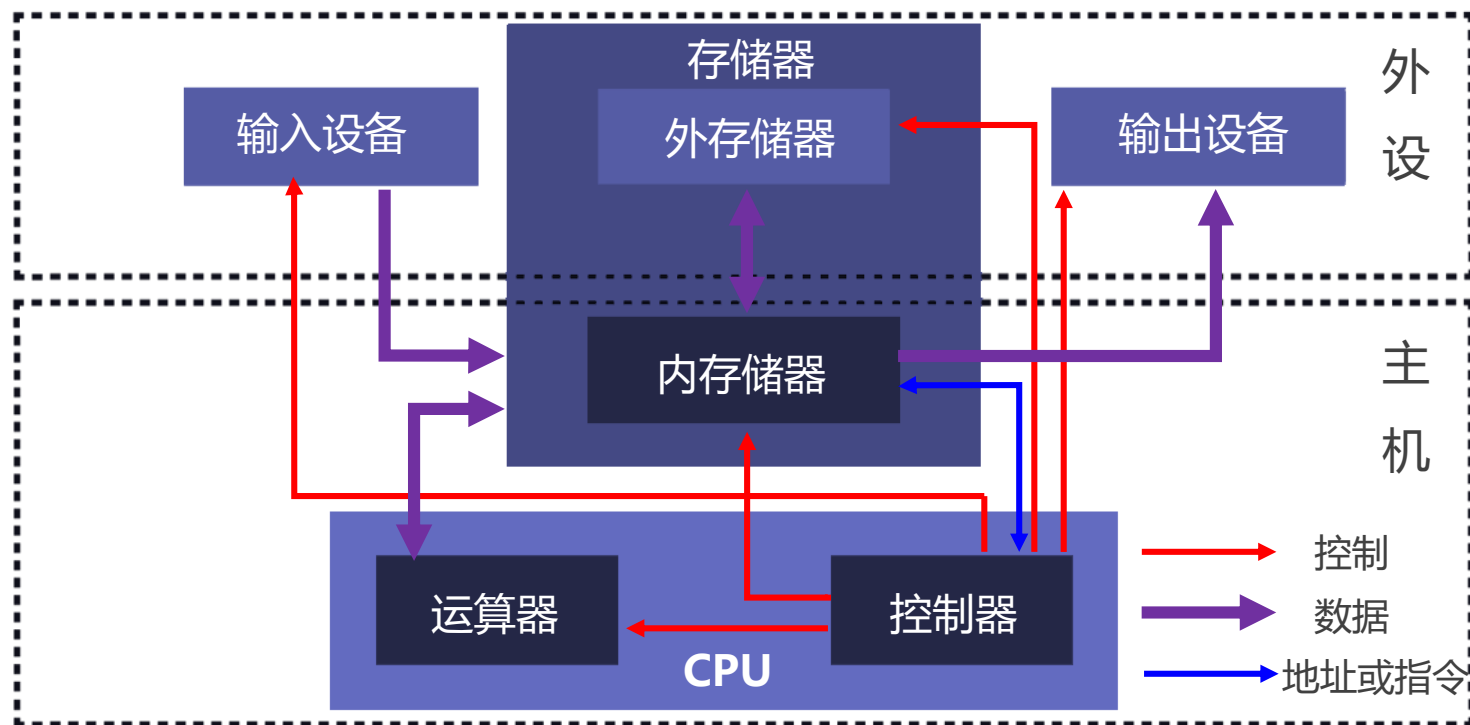 存储器
外存储器
输入设备
输出设备
外
设
内存储器
主
机
运算器
控制器
CPU
控制
数据
地址或指令